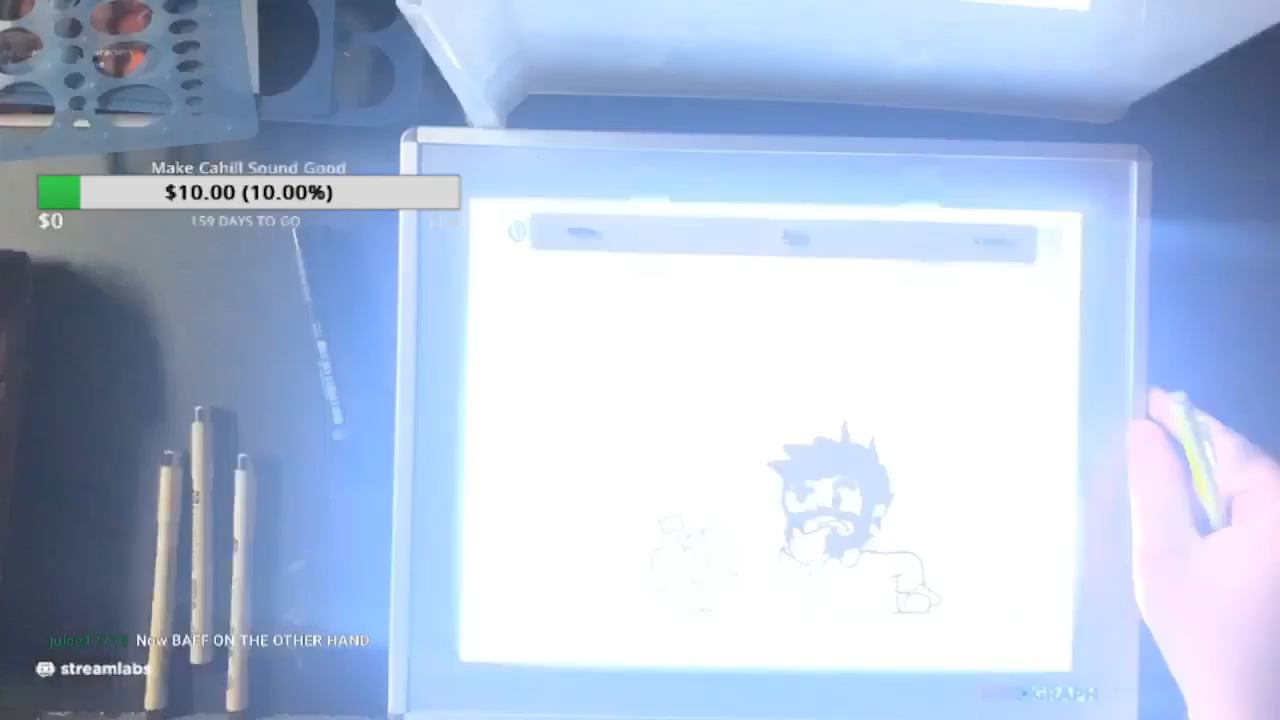 Make Cahill Sound Good
$10.00 (10.00%)
$0
159 DAYS TO GO
Now BAFF ON THE OTHER HAND
streamlabs